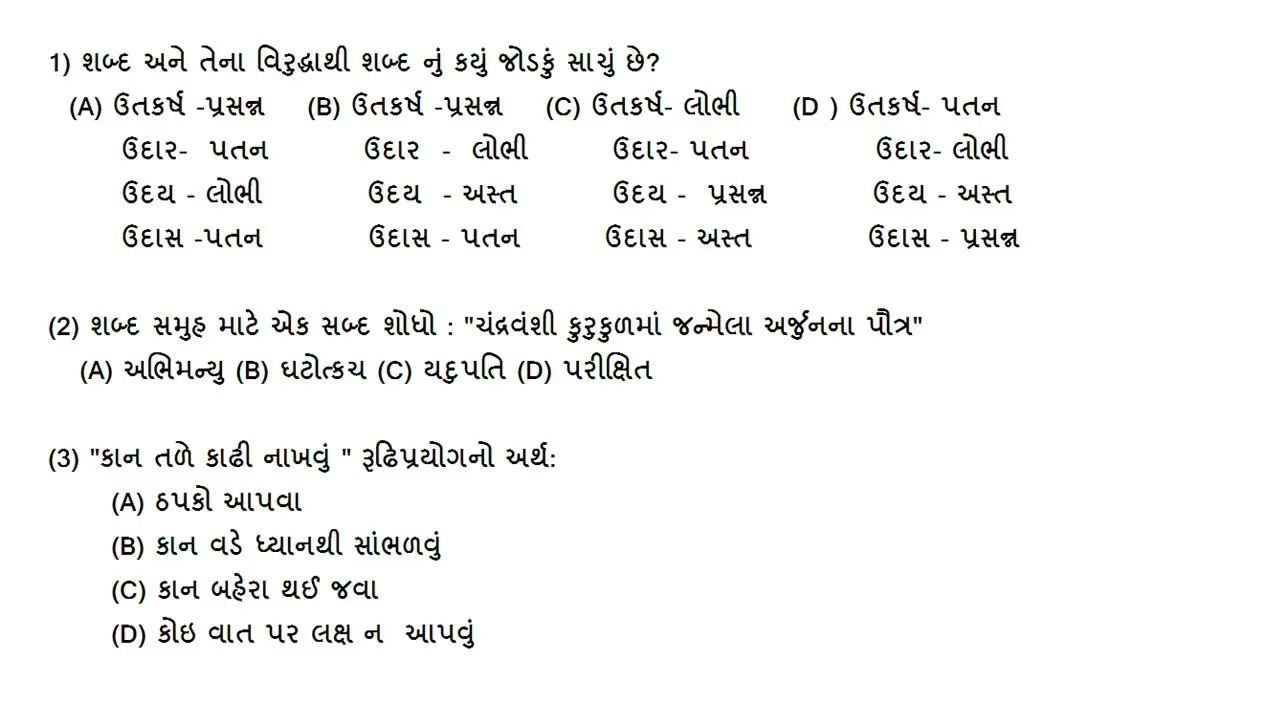 1) શબ્દ અને તેના વિરુદ્ધાથી શબ્દ નું કયું જોડકું સાચું છે?
(A) ઉતકર્ષ -પ્રસન્ન (B) ઉતકર્ષ -પ્રસન્ન (C) ઉતકર્ષ- લોભી (D ) ઉતકર્ષ- પતન
ઉદાર- પતન ઉદાર - લોભી ઉદાર- પતન ઉદાર- લોભી
ઉદય - લોભી ઉદય - અસ્ત ઉદય - પ્રસન્ન ઉદય - અસ્ત
ઉદાસ -પતન ઉદાસ - પતન ઉદાસ - અસ્ત ઉદાસ - પ્રસન્ન
(2) શબ્દ સમુહ માટે એક સબ્દ શોધો : "ચંદ્રવંશી કુરુકુળમાં જન્મેલા અર્જુનના પૌત્ર"
(A) અભિમન્યુ (B) ઘટોત્કચ (C) યદુપતિ (D) પરીક્ષિત
(3) "કાન તળે કાઢી નાખવું " રૂઢિપ્રયોગનો અર્થ:
(A) ઠપકો આપવા
(B) કાન વડે ધ્યાનથી સાંભળવું
(C) કાન બહેરા થઈ જવા
(D) કોઇ વાત પર લક્ષ ન આપવું